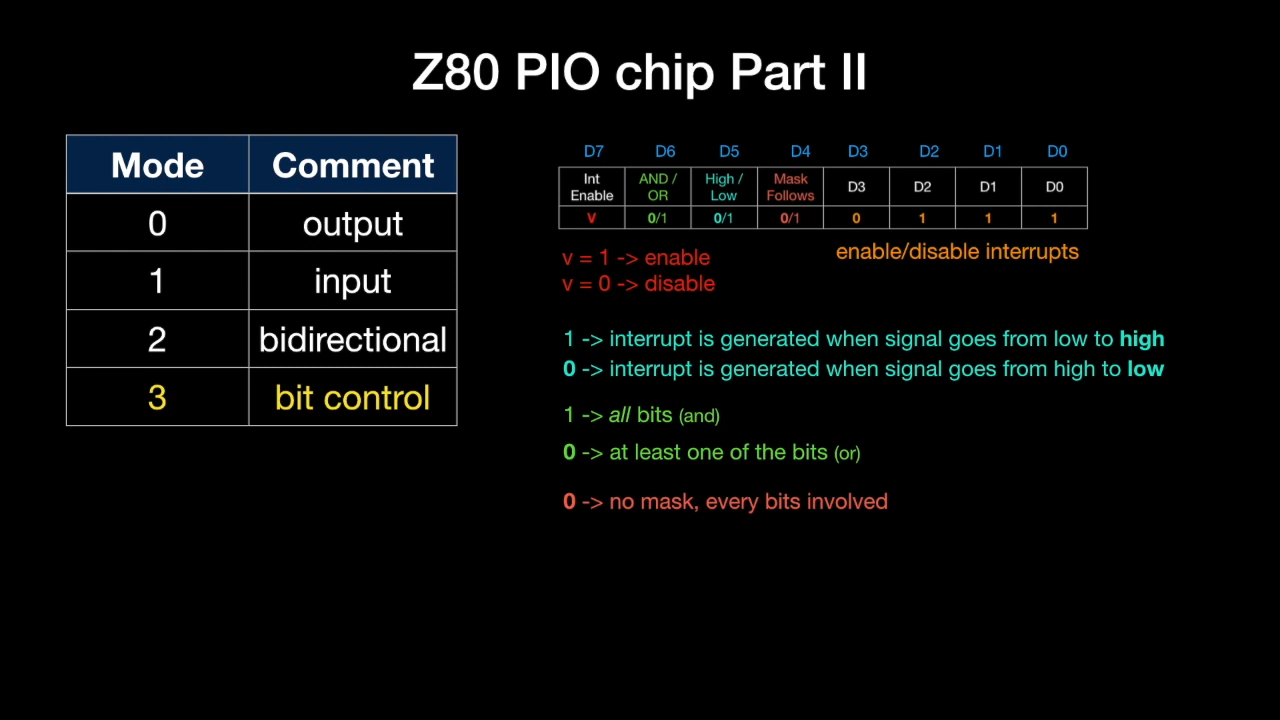 Z80 PIO chip Part II
Mode Comment
0 output
1 input
2 bidirectional
3 bit control
D7 D6 D5 D4 D3 D2 D1 D0
Int Enable AND / OR High / Low Mask Follows D3 D2 D1 D0
V 0/1 0/1 0/1 0 1 1 1
v = 1 -> enable
v = 0 -> disable
enable/disable interrupts
1 -> interrupt is generated when signal goes from low to high
0 -> interrupt is generated when signal goes from high to low
1 -> all bits (and)
0 -> at least one of the bits (or)
0 -> no mask, every bits involved